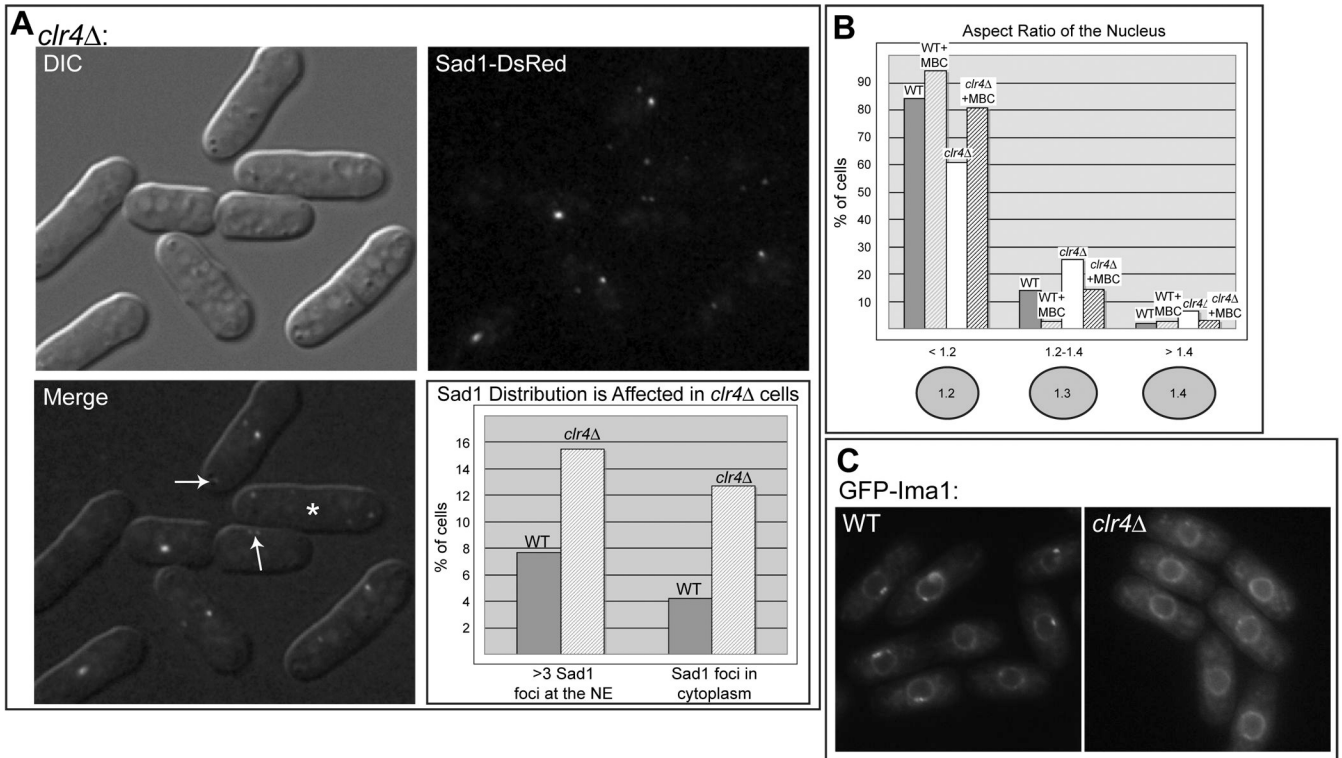 A
clr4Δ:
DIC
Sad1-DsRed
Merge
*
Sad1 Distribution is Affected in clr4Δ cells
% of cells
16
14
12
10
8
6
4
2
WT
clr4Δ
WT
clr4Δ
>3 Sad1
foci at the NE
Sad1 foci in
cytoplasm
B
Aspect Ratio of the Nucleus
% of cells
90
80
70
60
50
40
30
20
10
WT
WT+
MBC
clr4Δ
clr4Δ
+MBC
WT
WT+
MBC
clr4Δ
clr4Δ
+MBC
WT
WT+
MBC
clr4Δ
clr4Δ
+MBC
< 1.2
1.2-1.4
> 1.4
1.2
1.3
1.4
C
GFP-Ima1:
WT
clr4Δ